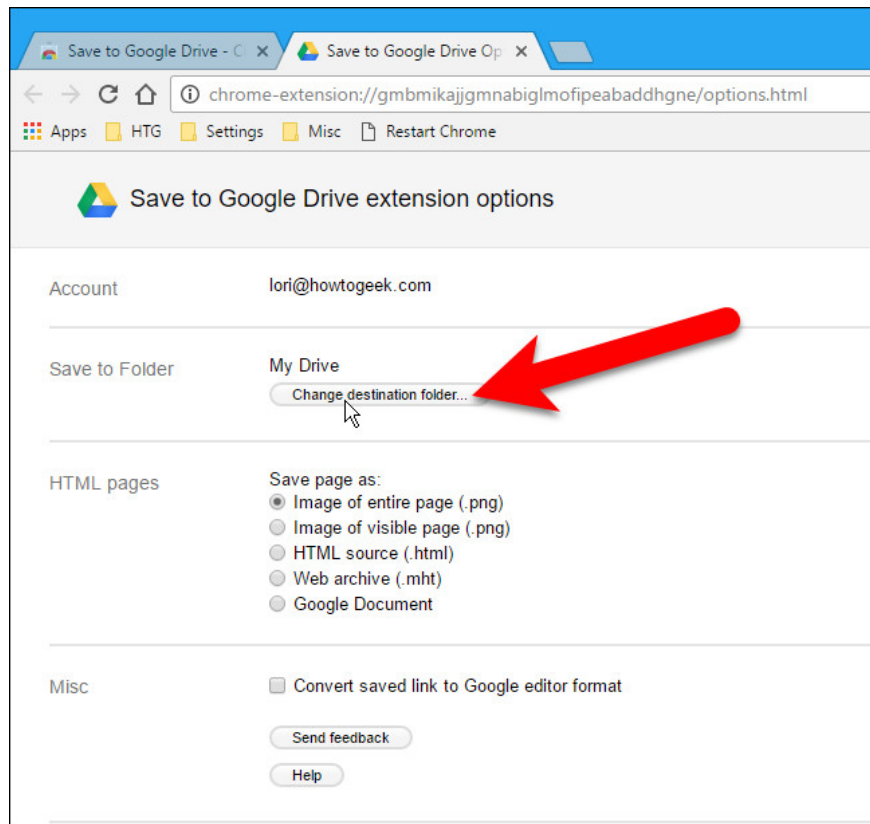 Save to Google Drive - C
Save to Google Drive Op
chrome-extension://gmbmikajjgmnabiglmofipeabaddhgne/options.html
Apps HTG Settings Misc Restart Chrome
Save to Google Drive extension options
Account lori@howtogeek.com
Save to Folder My Drive
Change destination folder...
HTML pages Save page as:
Image of entire page (.png)
Image of visible page (.png)
HTML source (.html)
Web archive (.mht)
Google Document
Misc Convert saved link to Google editor format
Send feedback
Help